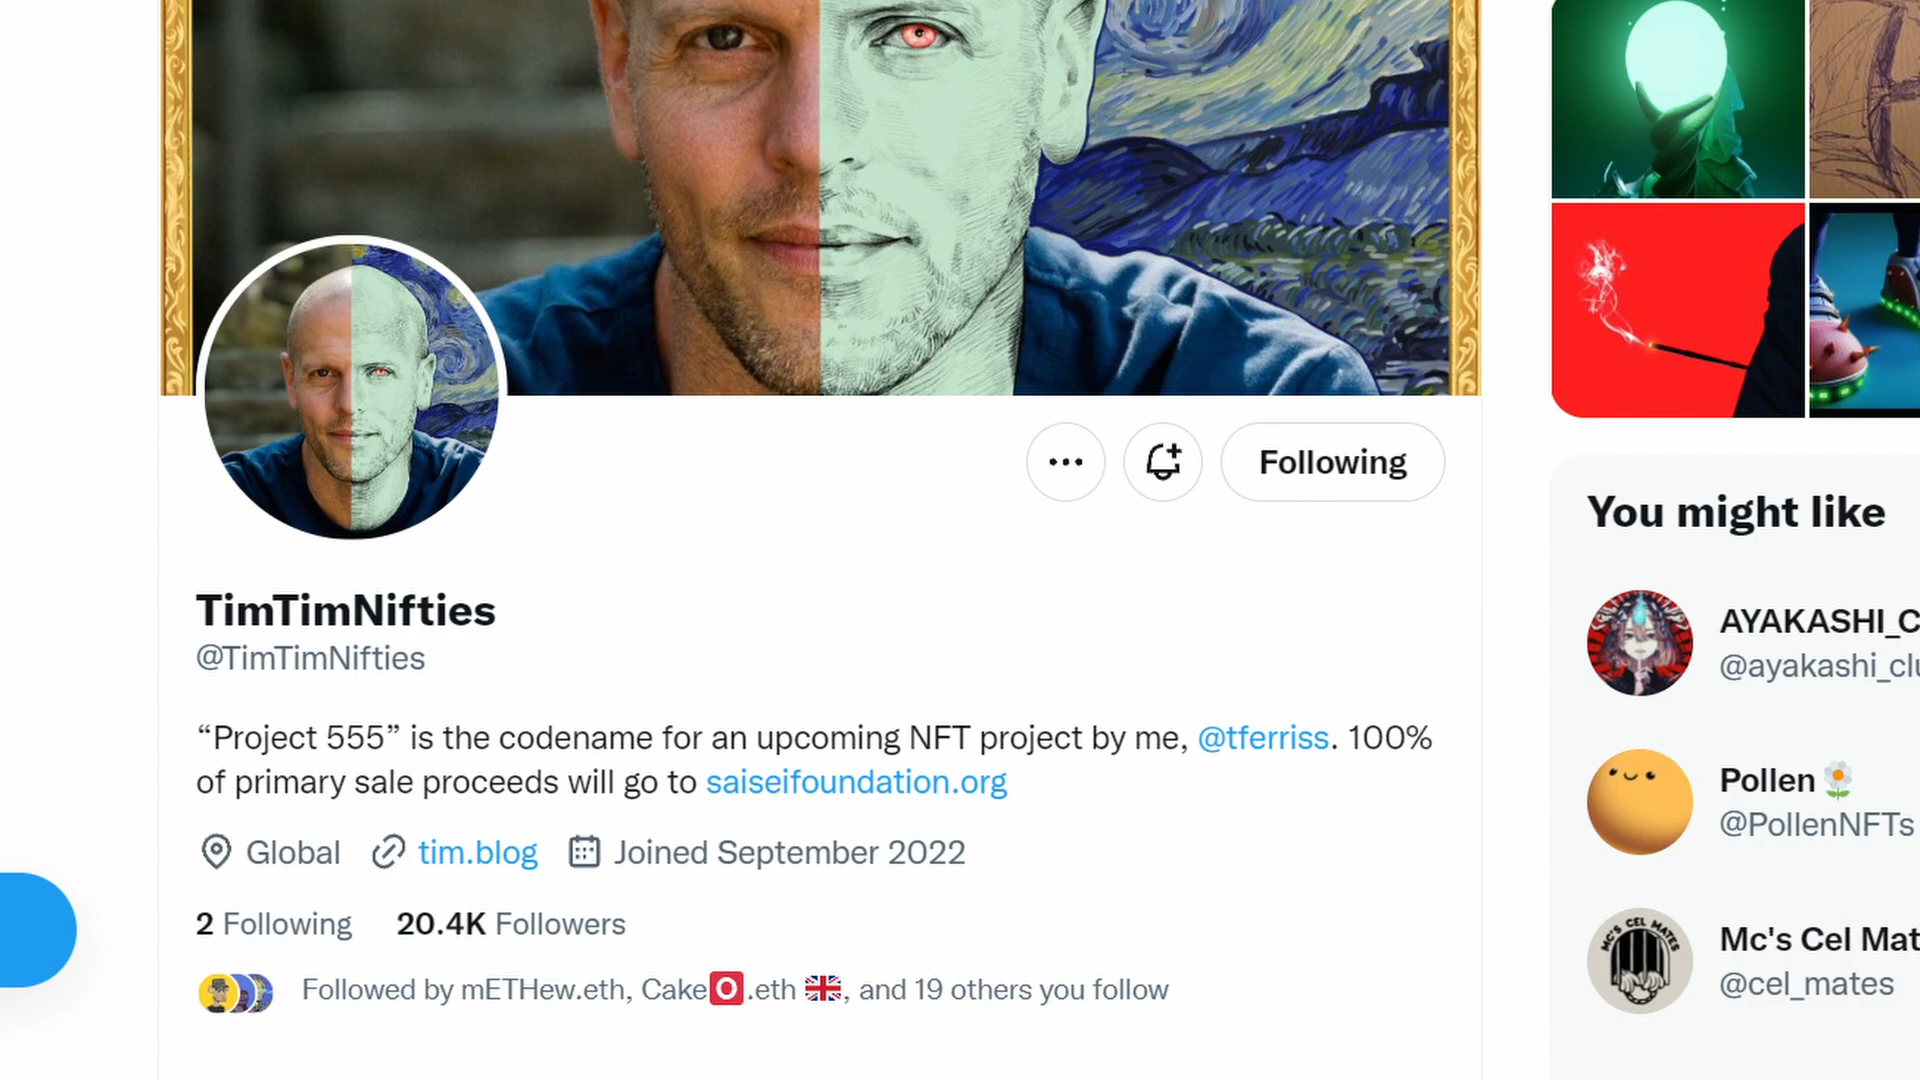 Following
TimTimNifties
@TimTimNifties
“Project 555” is the codename for an upcoming NFT project by me, @tferriss. 100%
of primary sale proceeds will go to saiseifoundation.org
Global tim.blog Joined September 2022
2 Following 20.4K Followers
Followed by mETHew.eth, Cake🅾️.eth 🇬🇧, and 19 others you follow
You might like
AYAKASHI_C
@ayakashi_clu
Pollen🌼
@PollenNFTs
MC'S CEL MATES
Mc's Cel Mat
@cel_mates